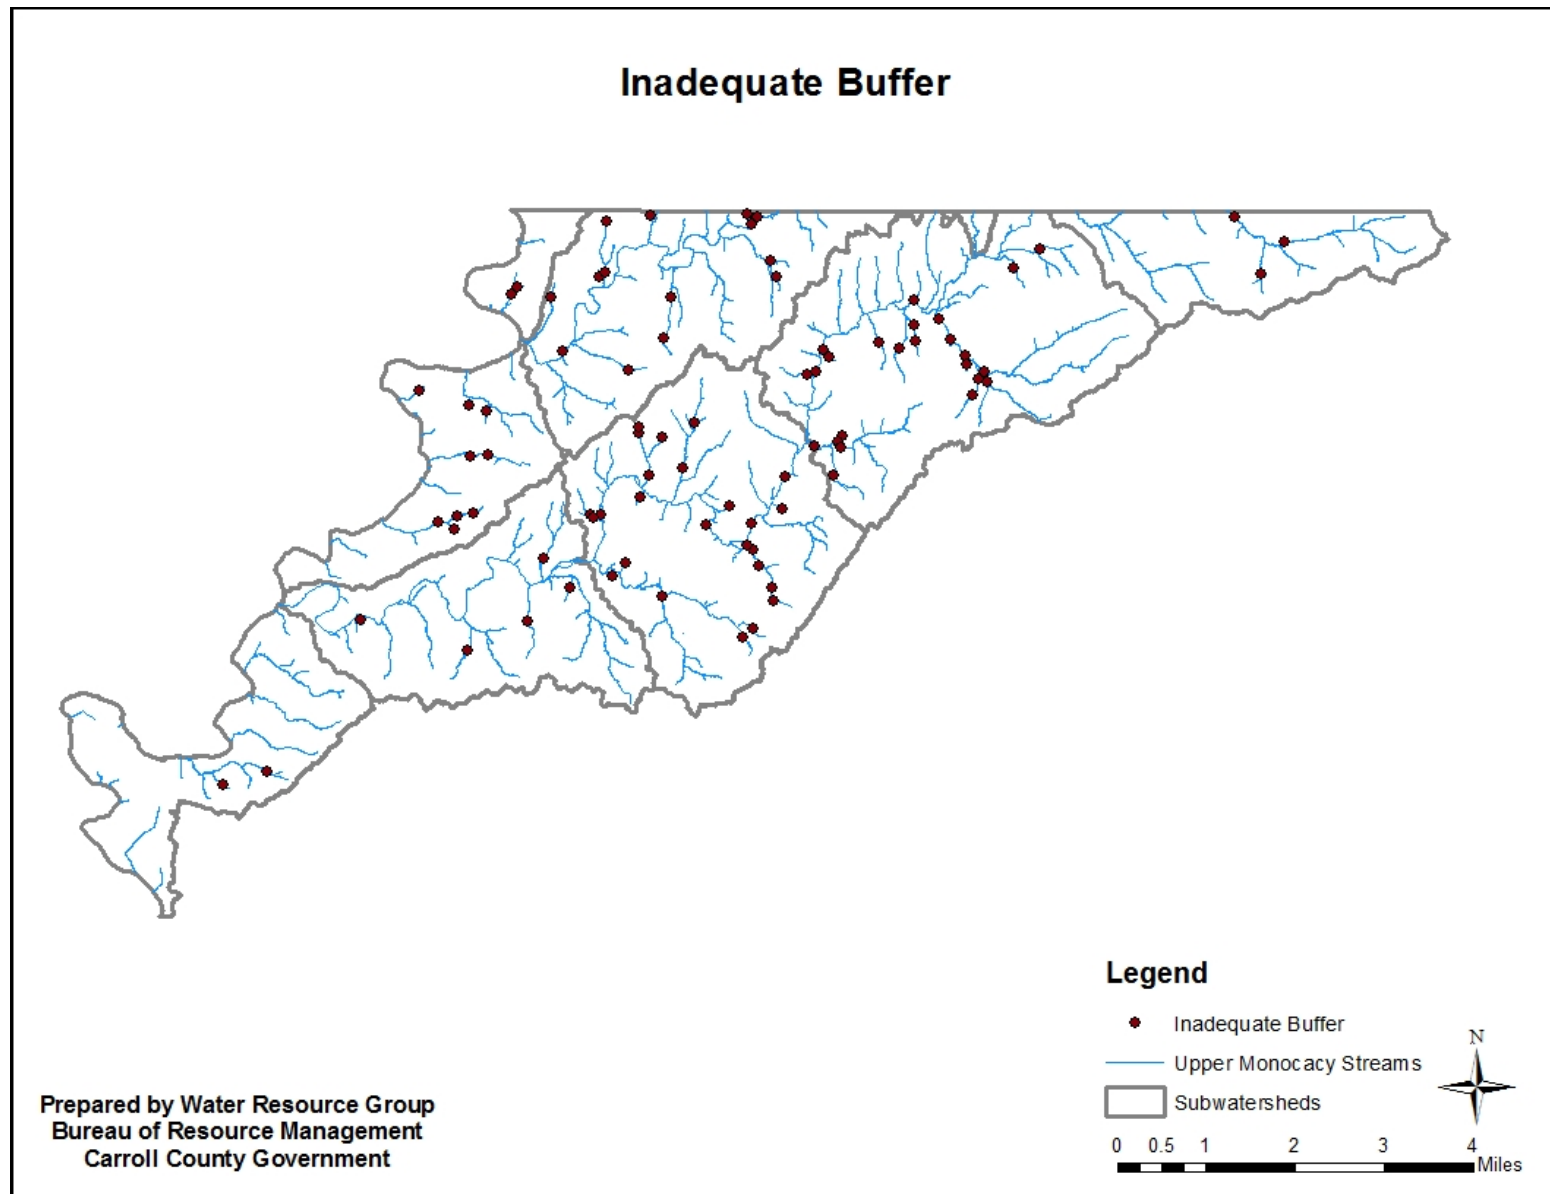 Inadequate Buffer
Legend
Inadequate Buffer
Upper Monocacy Streams
Subwatersheds
N
0 0.5 1 2 3 4
Miles
Prepared by Water Resource Group
Bureau of Resource Management
Carroll County Government